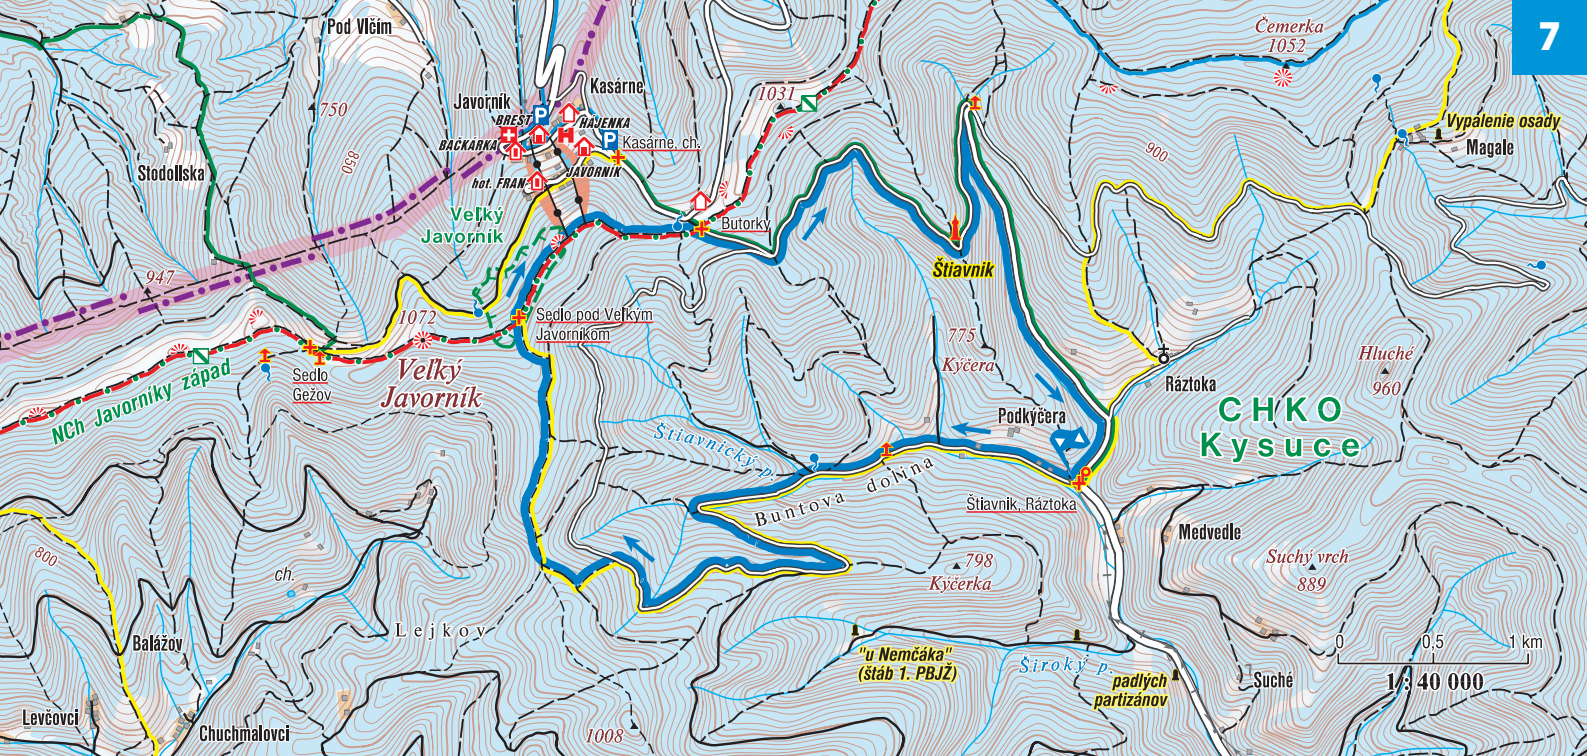 7
Pod Vlčím
Čemerka
1052
Kasárne
Javorník
BREST
HÁJENKA
BAČKÁRKA
Kasárne, ch.
JAVORNÍK
hot. FRAN
1031
750
850
900
Vypalenie osady
Magale
Stodollska
Veľký
Javorník
Butorky
Štiavnik
947
1072
Sedlo pod Veľkým
Javorníkom
Sedlo
Gežov
Veľký
Javorník
NCh Javorníky západ
775
Kýčera
Ráztoka
Hluché
960
CHKO
Kysuce
Podkýčera
Štiavnický p.
Buntova dolina
Štiavnik, Ráztoka
Medvedle
798
Kýčerka
Suchý vrch
889
800
ch.
Balážov
Lejkov
"u Nemčáka"
(štáb 1. PBJŽ)
Široký p.
padlých
partizánov
Suché
0 0,5 1 km
1 : 40 000
Levčovci
Chuchmalovci
1008